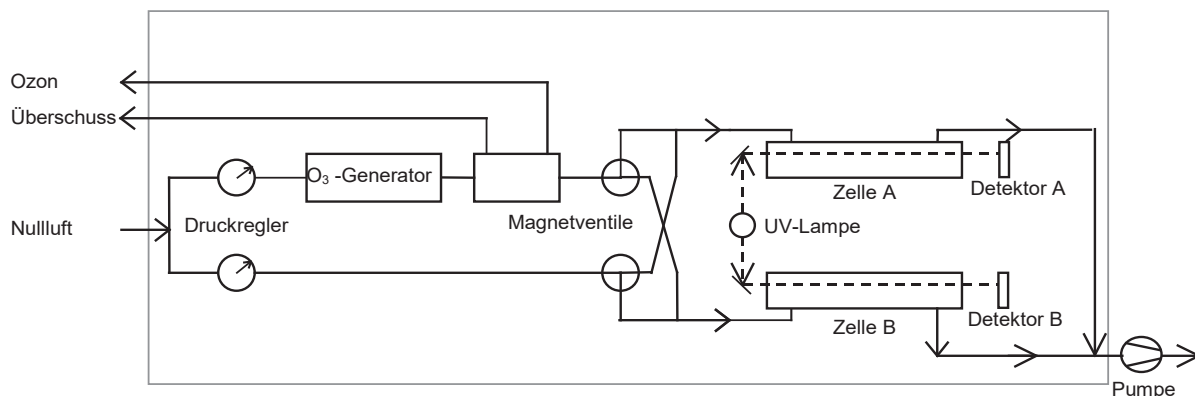 Ozon
Überschuss
O₃ -Generator
Zelle A
Detektor A
Nullluft
Druckregler
Magnetventile
UV-Lampe
Zelle B
Detektor B
Pumpe